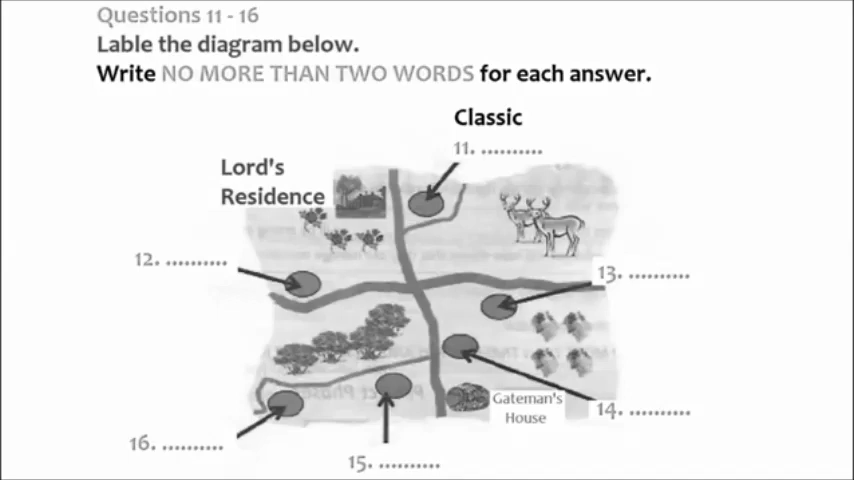 Questions 11 - 16
Lable the diagram below.
Write NO MORE THAN TWO WORDS for each answer.
Classic
11. ..........
Lord's
Residence
12. ..........
13. ..........
Gateman's
House
14. ..........
16. ..........
15. ..........